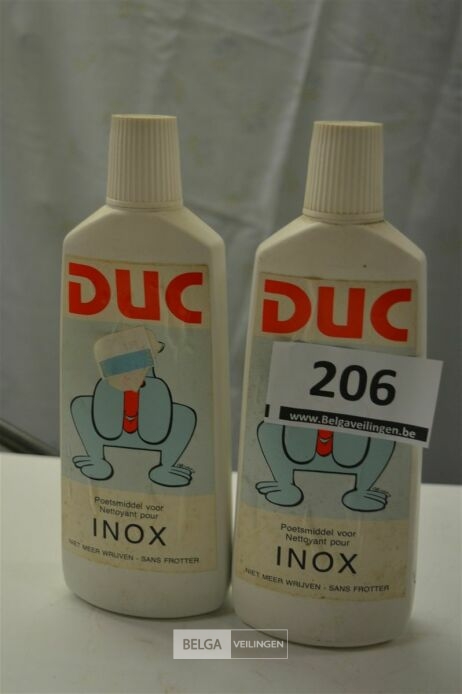 DUC
Poetsmiddel voor
Nettoyant pour
INOX
NIET MEER WRIJVEN - SANS FROTTER
DUC
206
www.Belgaveilingen.be
Poetsmiddel voor
Nettoyant pour
INOX
NIET MEER WRIJVEN - SANS FROTTER
BELGA VEILINGEN